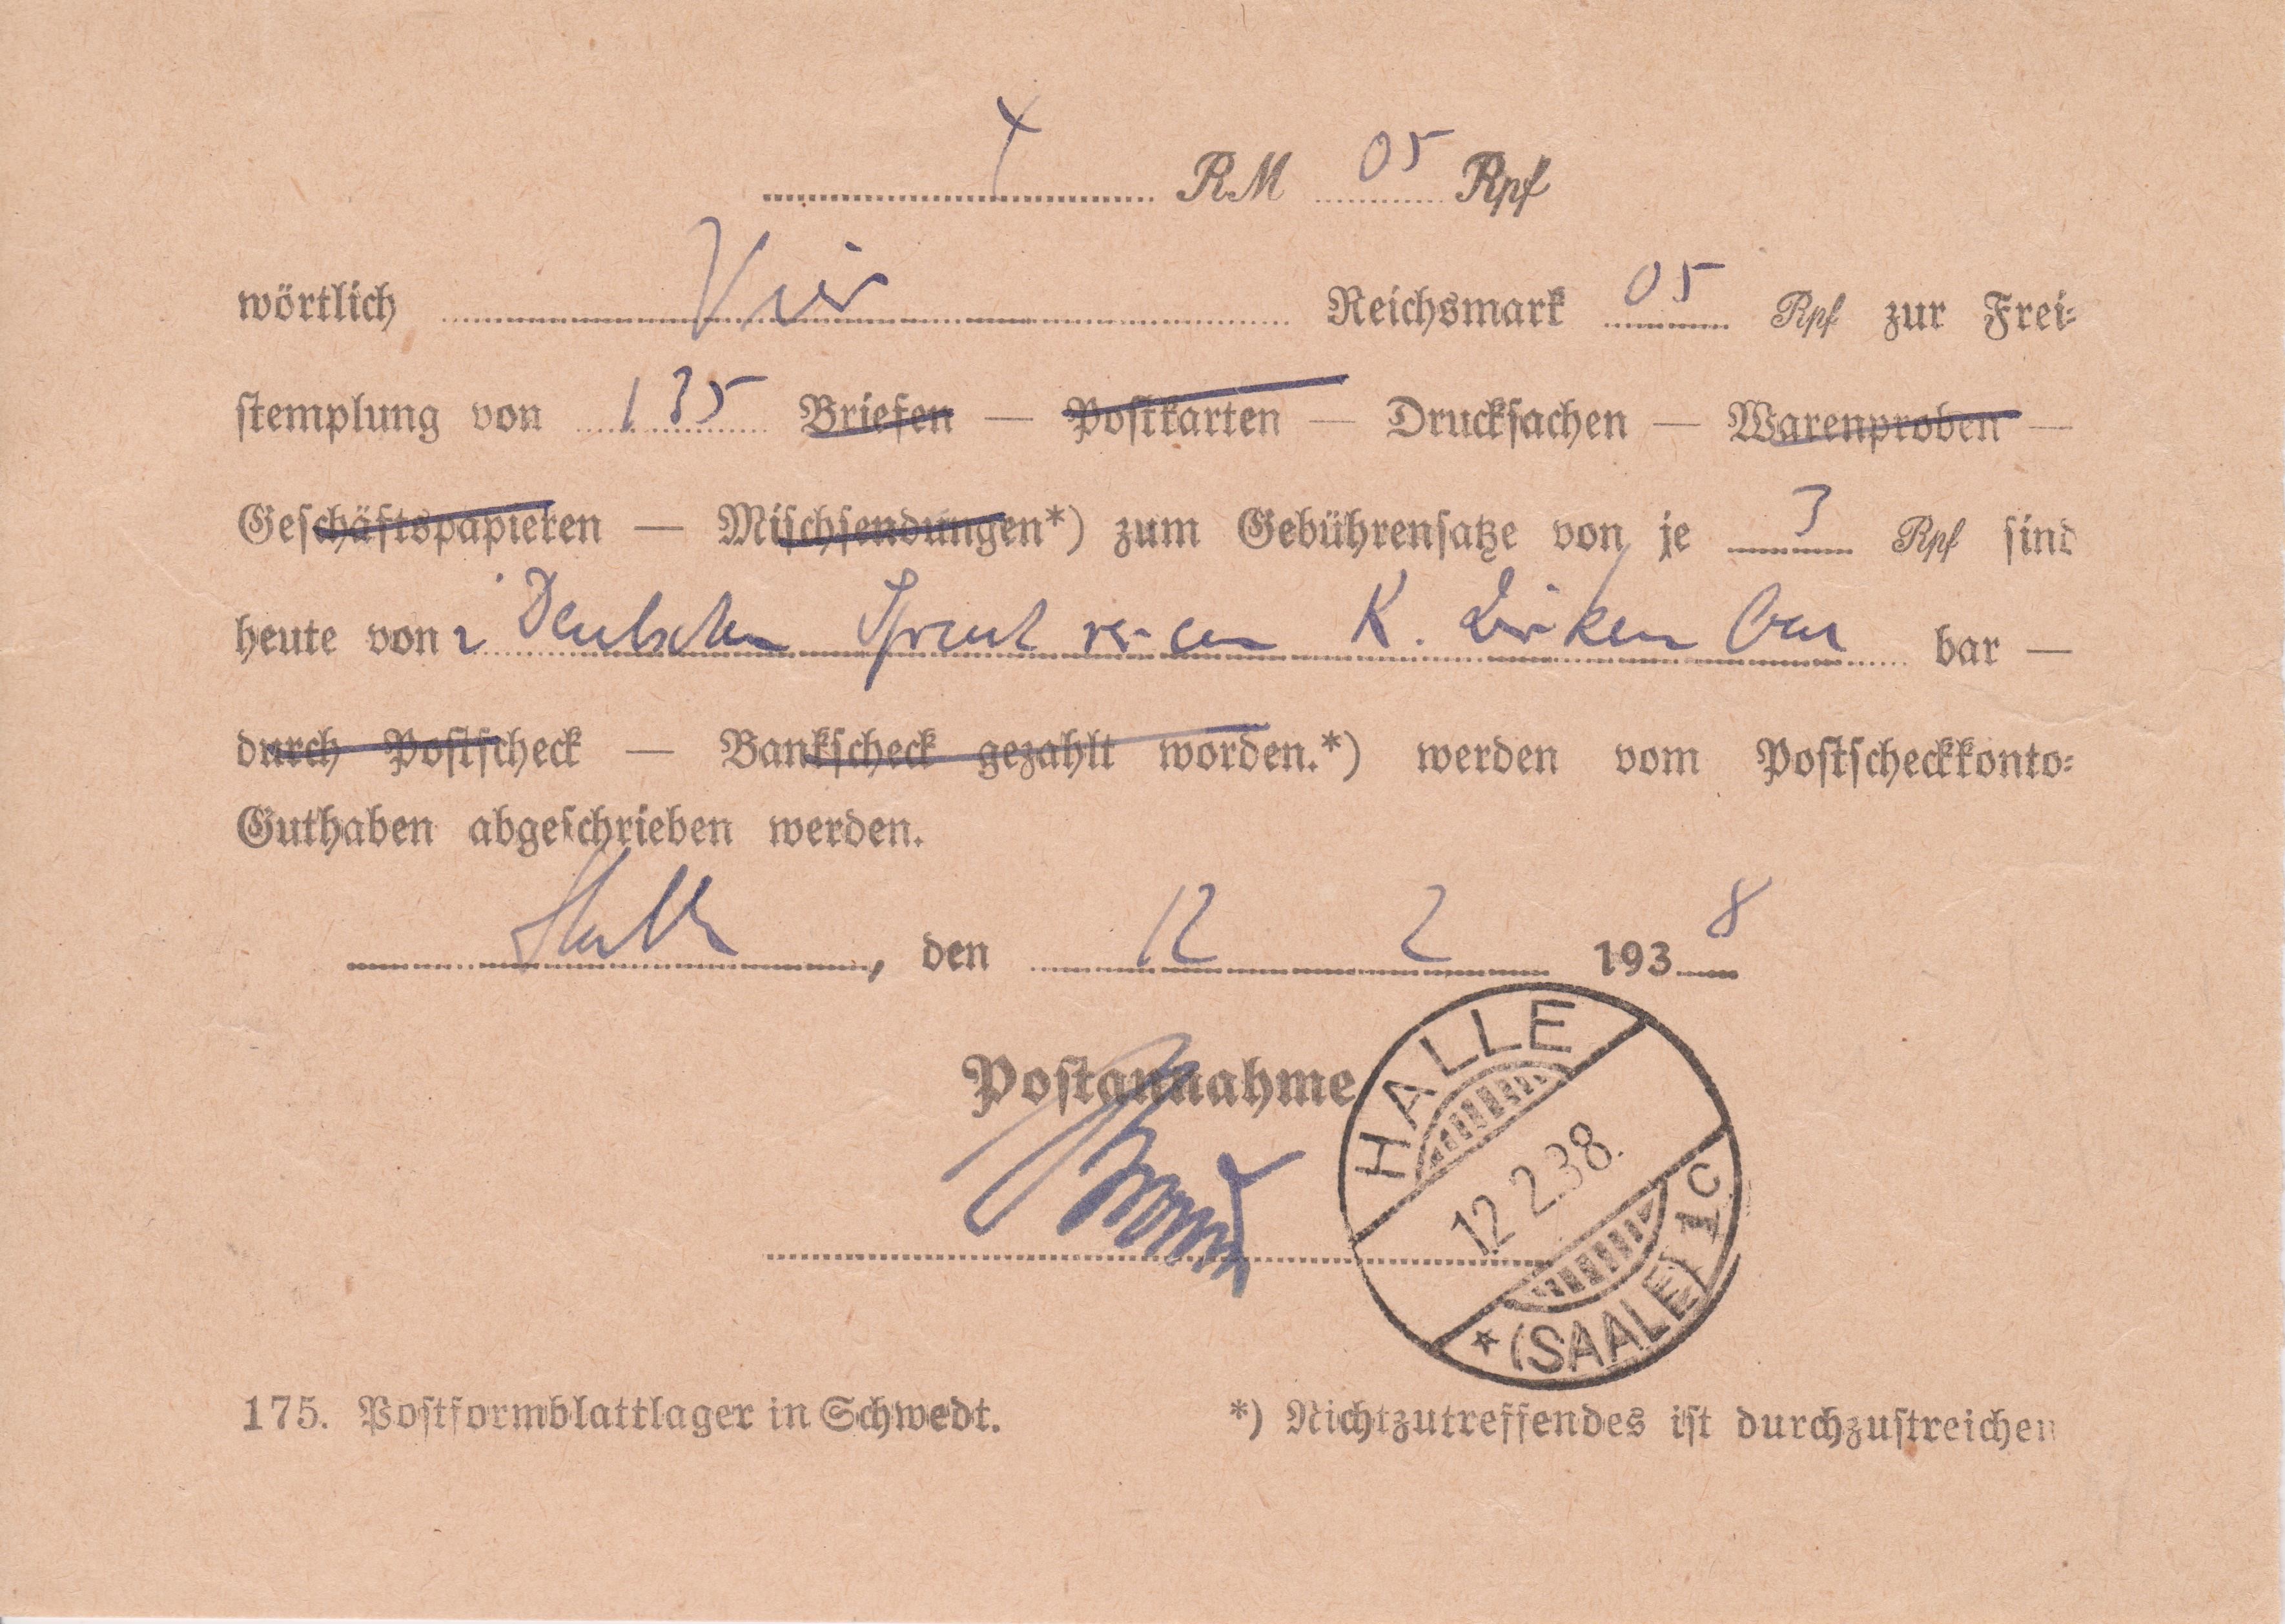 4 RM 05 Rpf
wörtlich Vier Reichsmark 05 Rpf zur Frei-
stemplung von 135 Briefen — Postkarten — Drucksachen — Warenproben —
Geschäftspapieren — Mischsendungen*) zum Gebührensatze von je 3 Rpf sind
heute von Deutschen K. bar —
durch Postscheck — Bankscheck gezahlt worden.*) werden vom Postscheckkonto-
Guthaben abgeschrieben werden.
Halle, den 12 2 1938
Postannahme
HALLE
12.2.38.
* (SAALE) 1c
175. Postformblattlager in Schwedt. *) Nichtzutreffendes ist durchzustreichen